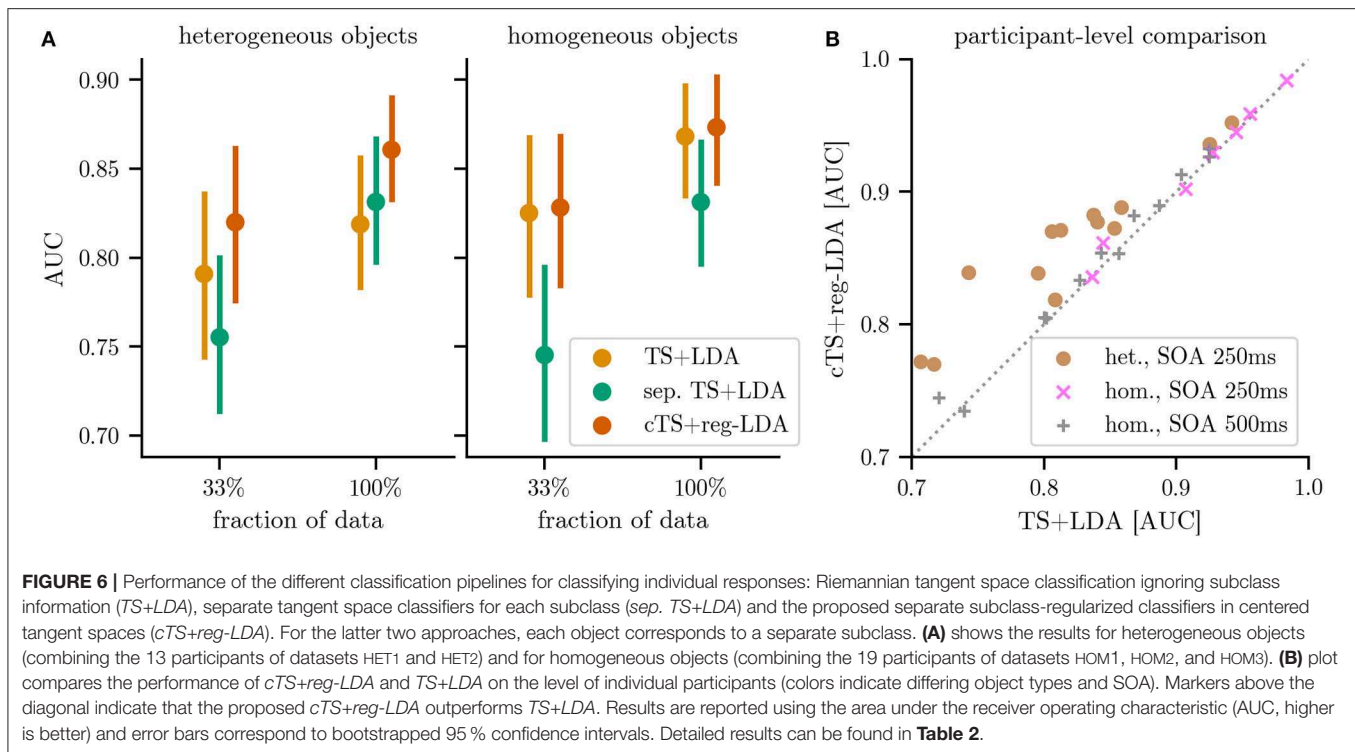 A
heterogeneous objects
homogeneous objects
B
participant-level comparison
AUC
0.90
0.85
0.80
0.75
0.70
33%
100%
fraction of data
33%
100%
fraction of data
TS+LDA
sep. TS+LDA
cTS+reg-LDA
cTS+reg-LDA [AUC]
1.0
0.9
0.8
0.7
het., SOA 250ms
hom., SOA 250ms
hom., SOA 500ms
0.7
0.8
0.9
1.0
TS+LDA [AUC]
FIGURE 6 | Performance of the different classification pipelines for classifying individual responses: Riemannian tangent space classification ignoring subclass
information (TS+LDA), separate tangent space classifiers for each subclass (sep. TS+LDA) and the proposed separate subclass-regularized classifiers in centered
tangent spaces (cTS+reg-LDA). For the latter two approaches, each object corresponds to a separate subclass. (A) shows the results for heterogeneous objects
(combining the 13 participants of datasets HET1 and HET2) and for homogeneous objects (combining the 19 participants of datasets HOM1, HOM2, and HOM3). (B) plot
compares the performance of cTS+reg-LDA and TS+LDA on the level of individual participants (colors indicate differing object types and SOA). Markers above the
diagonal indicate that the proposed cTS+reg-LDA outperforms TS+LDA. Results are reported using the area under the receiver operating characteristic (AUC, higher
is better) and error bars correspond to bootstrapped 95 % confidence intervals. Detailed results can be found in Table 2.